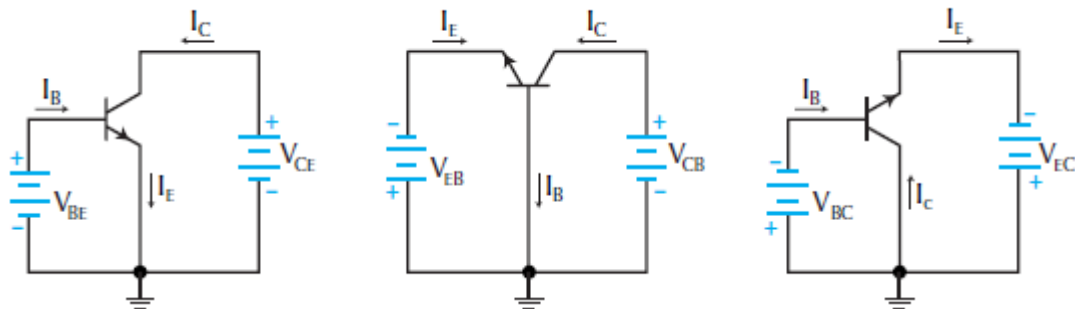 I_C
I_B
+
V_BE
−
I_E
+
V_CE
−
I_E
I_C
-
V_EB
+
I_B
+
V_CB
−
I_E
I_B
-
V_BC
+
I_c
-
V_EC
+